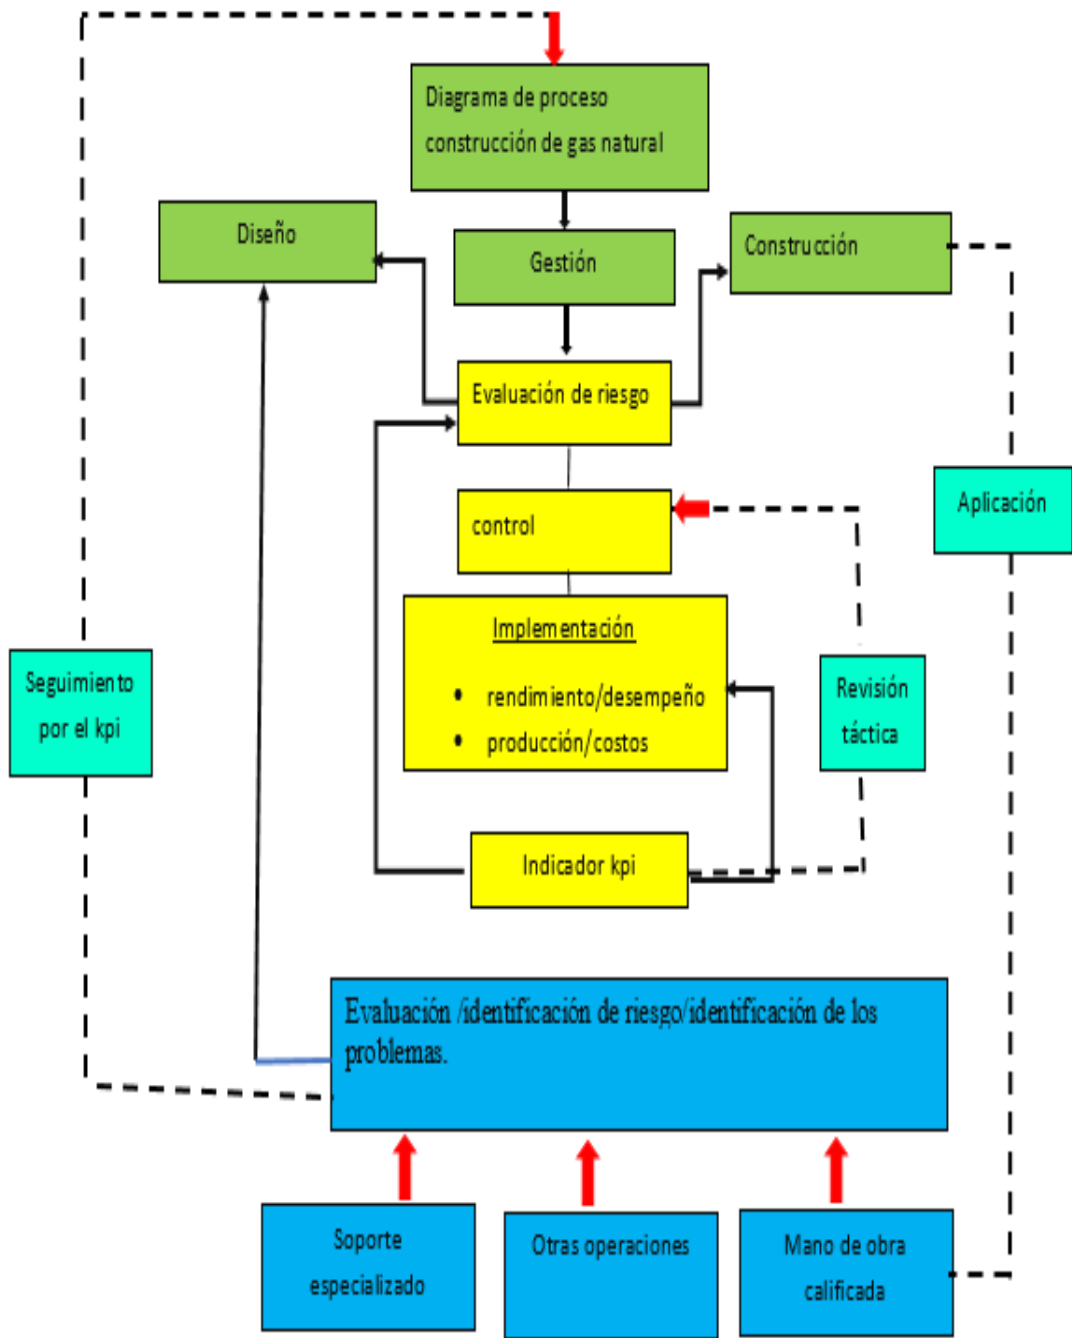 Diagrama de proceso
construcción de gas natural
Diseño
Gestión
Construcción
Evaluación de riesgo
control
Aplicación
Implementación
• rendimiento/desempeño
• producción/costos
Seguimiento
por el kpi
Revisión
táctica
Indicador kpi
Evaluación /identificación de riesgo/identificación de los
problemas.
Soporte
especializado
Otras operaciones
Mano de obra
calificada